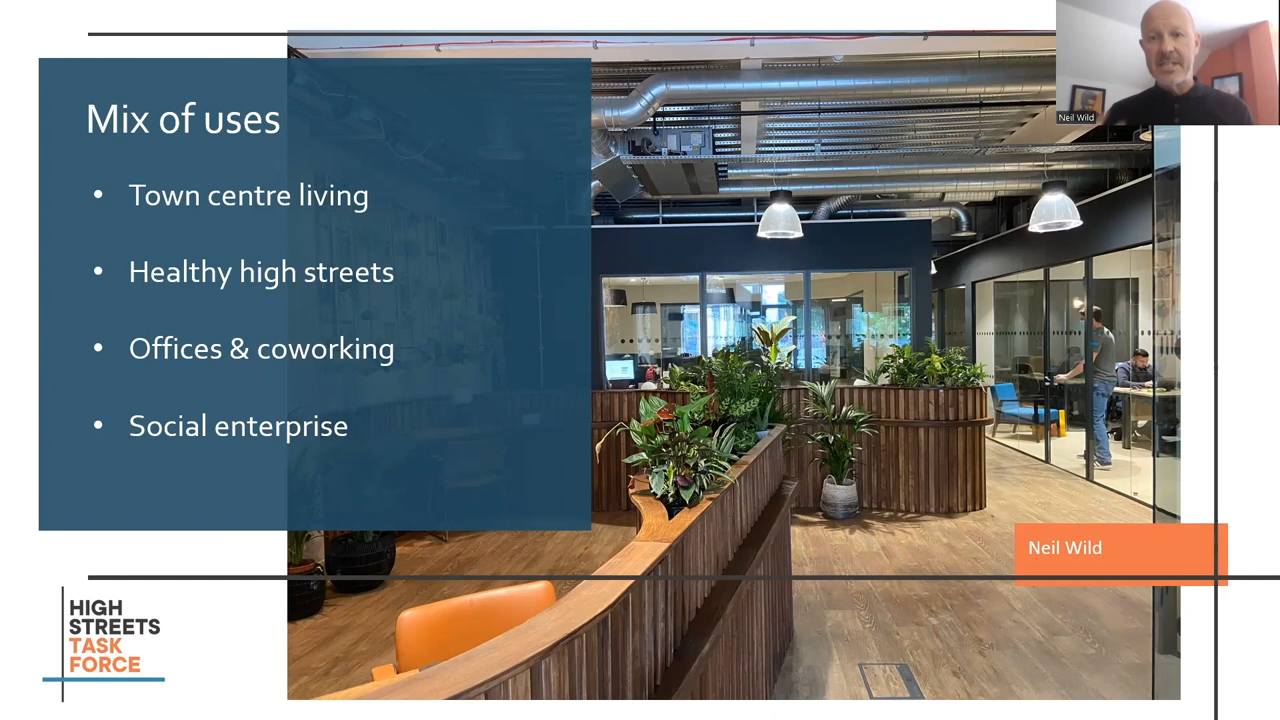 Mix of uses
• Town centre living
• Healthy high streets
• Offices & coworking
• Social enterprise
Neil Wild
Neil Wild
HIGH
STREETS
TASK
FORCE